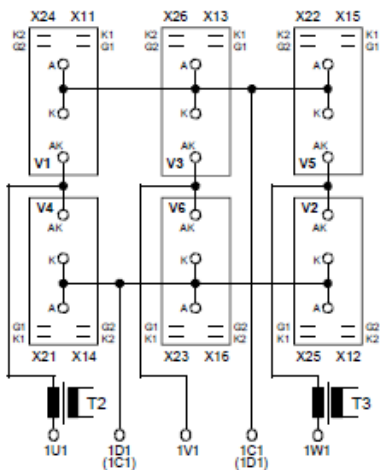 X24 X11 X26 X13 X22 X15
K2 K1 K2 K1 K2 K1
G2 G1 G2 G1 G2 G1
A A A
K K K
AK AK AK
V1 V3 V5
V4 V6 V2
AK AK AK
K K K
A A A
G1 G2 G1 G2 G1 G2
K1 K2 K1 K2 K1 K2
X21 X14 X23 X16 X25 X12
T2 T3
1U1 1D1 1V1 1C1 1W1
(1C1) (1D1)